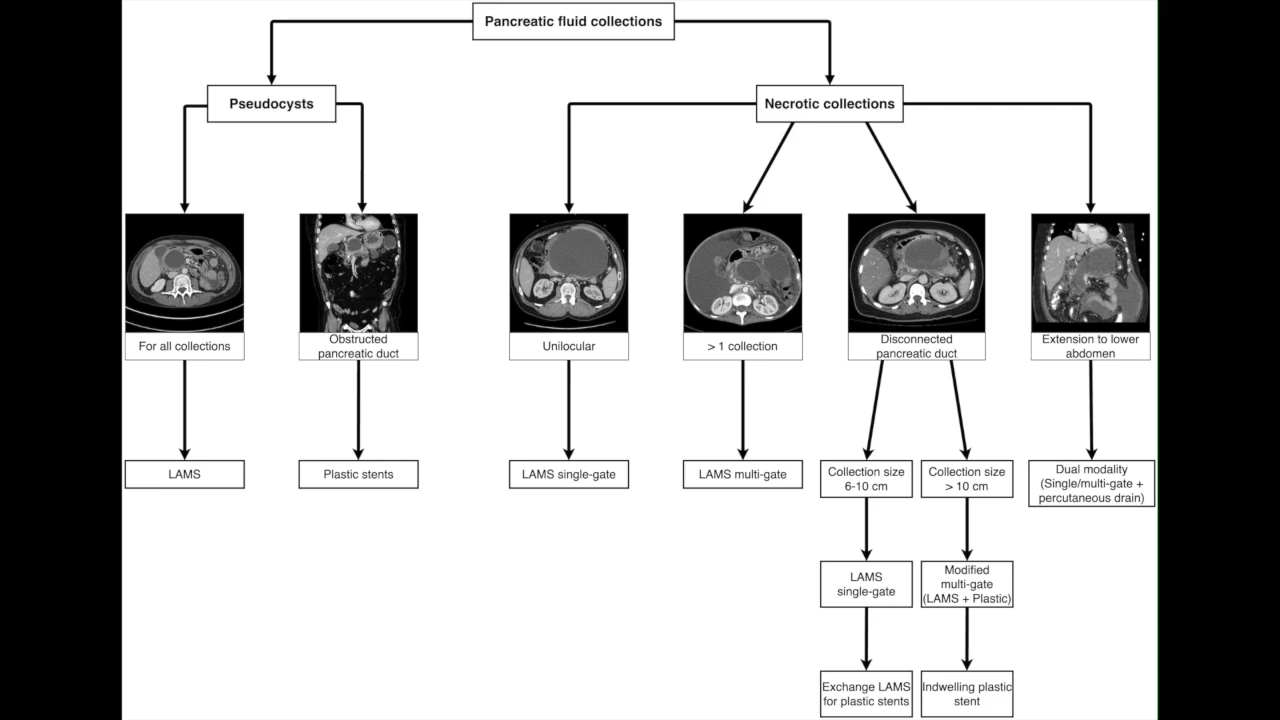 Pancreatic fluid collections
Pseudocysts
Necrotic collections
For all collections
Obstructed
pancreatic duct
Unilocular
> 1 collection
Disconnected
pancreatic duct
Extension to lower
abdomen
LAMS
Plastic stents
LAMS single-gate
LAMS multi-gate
Collection size
6-10 cm
Collection size
> 10 cm
Dual modality
(Single/multi-gate +
percutaneous drain)
LAMS
single-gate
Modified
multi-gate
(LAMS + Plastic)
Exchange LAMS
for plastic stents
Indwelling plastic
stent